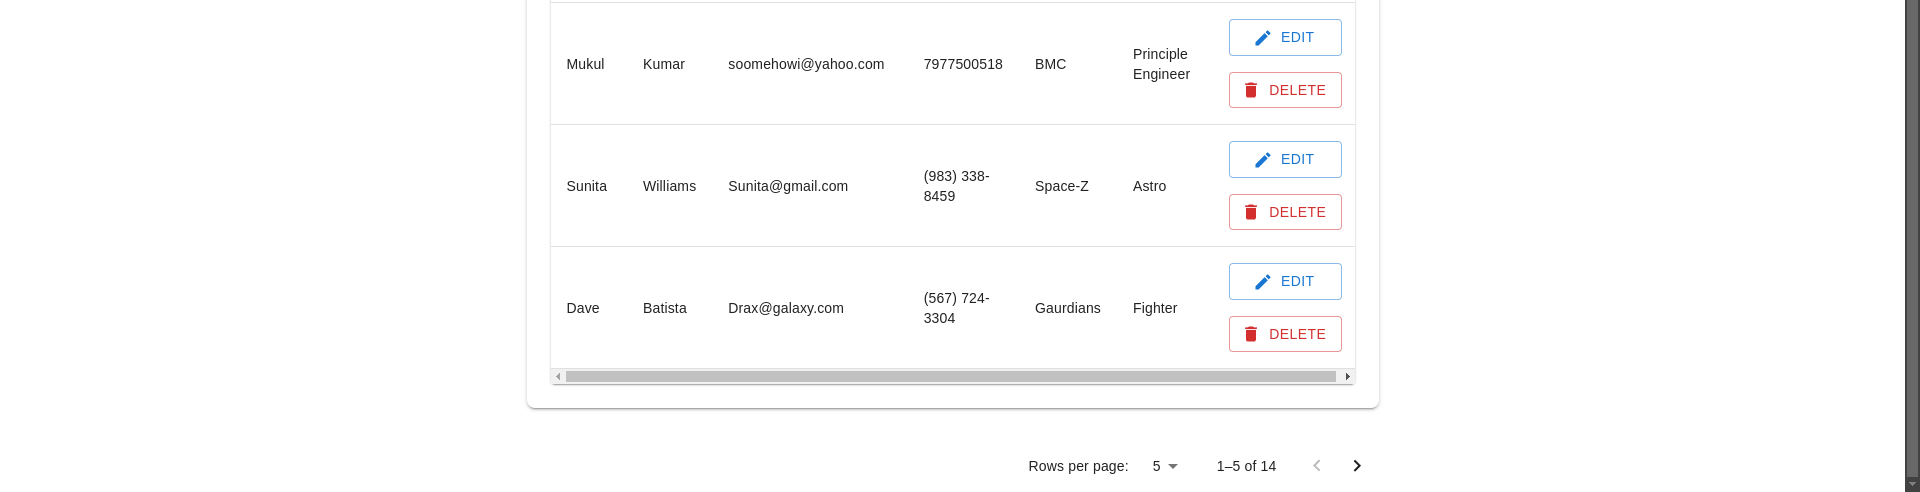 Mukul Kumar soomehowi@yahoo.com 7977500518 BMC Principle Engineer EDIT
DELETE
Sunita Williams Sunita@gmail.com (983) 338-8459 Space-Z Astro EDIT
DELETE
Dave Batista Drax@galaxy.com (567) 724-3304 Gaurdians Fighter EDIT
DELETE
Rows per page: 5 1–5 of 14